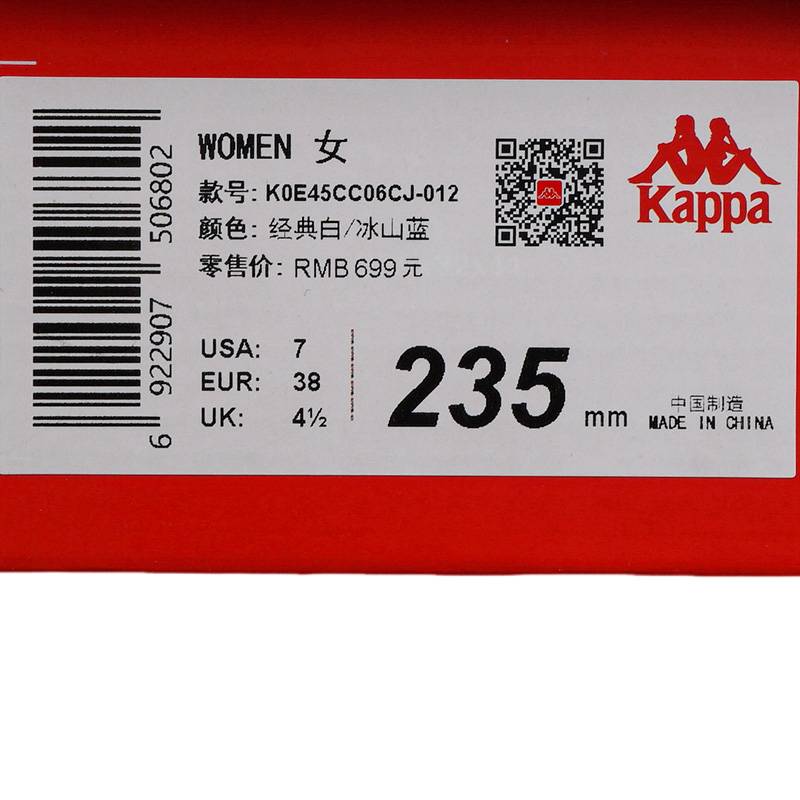 WOMEN 女
款号: K0E45CC06CJ-012
颜色: 经典白/冰山蓝
零售价: RMB 699 元
USA: 7
EUR: 38
UK: 4½
235 mm
Kappa
中国制造
MADE IN CHINA
6 922907 506802